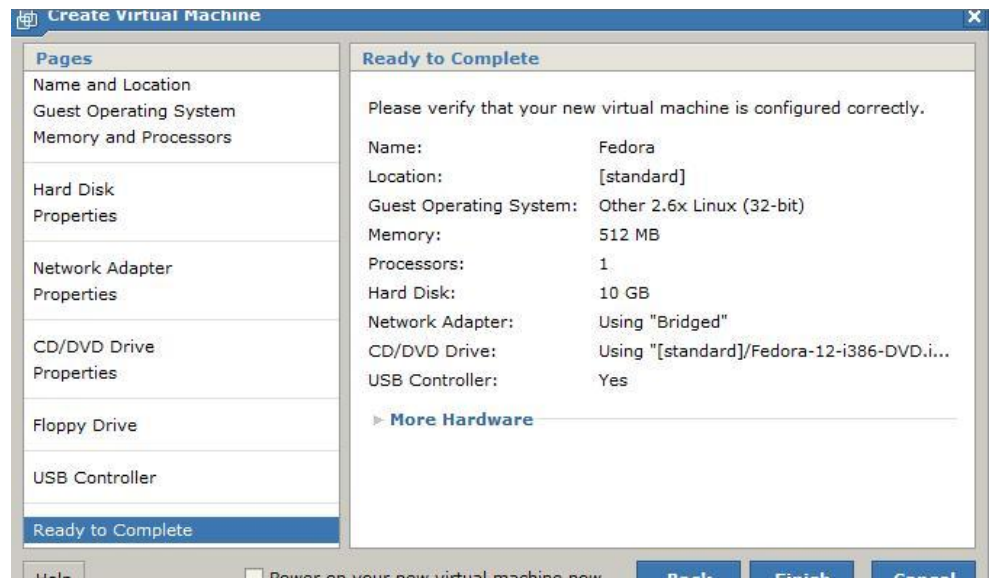 Create Virtual Machine
Pages
Name and Location
Guest Operating System
Memory and Processors
Hard Disk
Properties
Network Adapter
Properties
CD/DVD Drive
Properties
Floppy Drive
USB Controller
Ready to Complete
Ready to Complete
Please verify that your new virtual machine is configured correctly.
Name: Fedora
Location: [standard]
Guest Operating System: Other 2.6x Linux (32-bit)
Memory: 512 MB
Processors: 1
Hard Disk: 10 GB
Network Adapter: Using "Bridged"
CD/DVD Drive: Using "[standard]/Fedora-12-i386-DVD.i...
USB Controller: Yes
More Hardware
Help Power on your new virtual machine now Back Finish Cancel